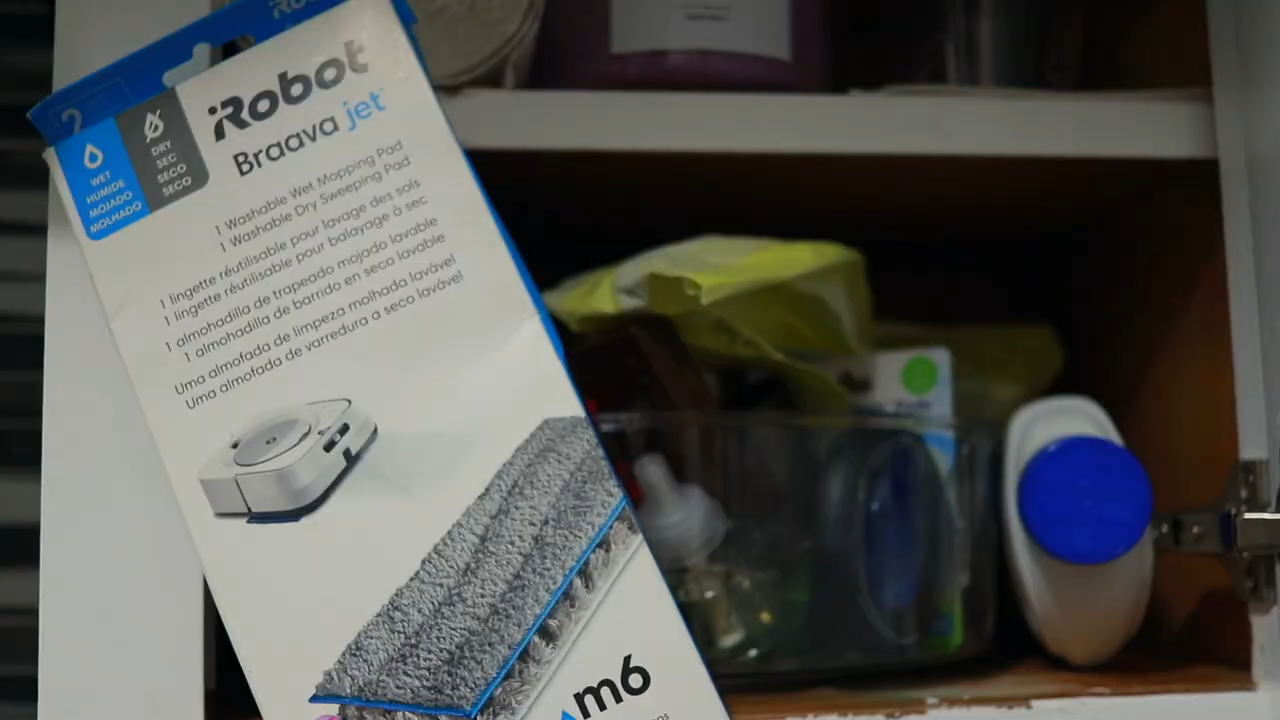 2
WET
HUMIDE
MOJADO
MOLHADO
DRY
SEC
SECO
SECO
iRobot
Braava jet
1 Washable Wet Mopping Pad
1 Washable Dry Sweeping Pad
1 lingette réutilisable pour lavage des sols
1 lingette réutilisable pour balayage à sec
1 almohadilla de trapeado mojado lavable
1 almohadilla de barrido en seco lavable
Uma almofada de limpeza molhada lavável
Uma almofada de varredura a seco lavável
m6